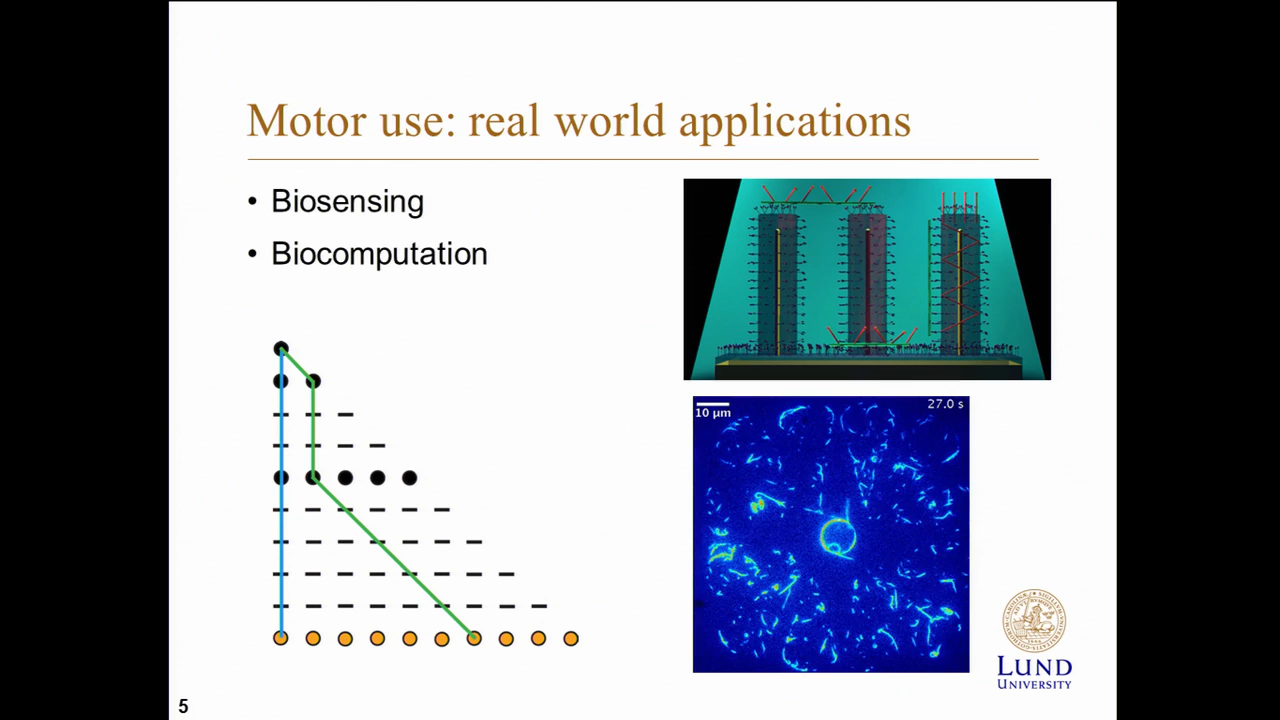 Motor use: real world applications
• Biosensing
• Biocomputation
27.0 s
10 μm
LUND
UNIVERSITY
5